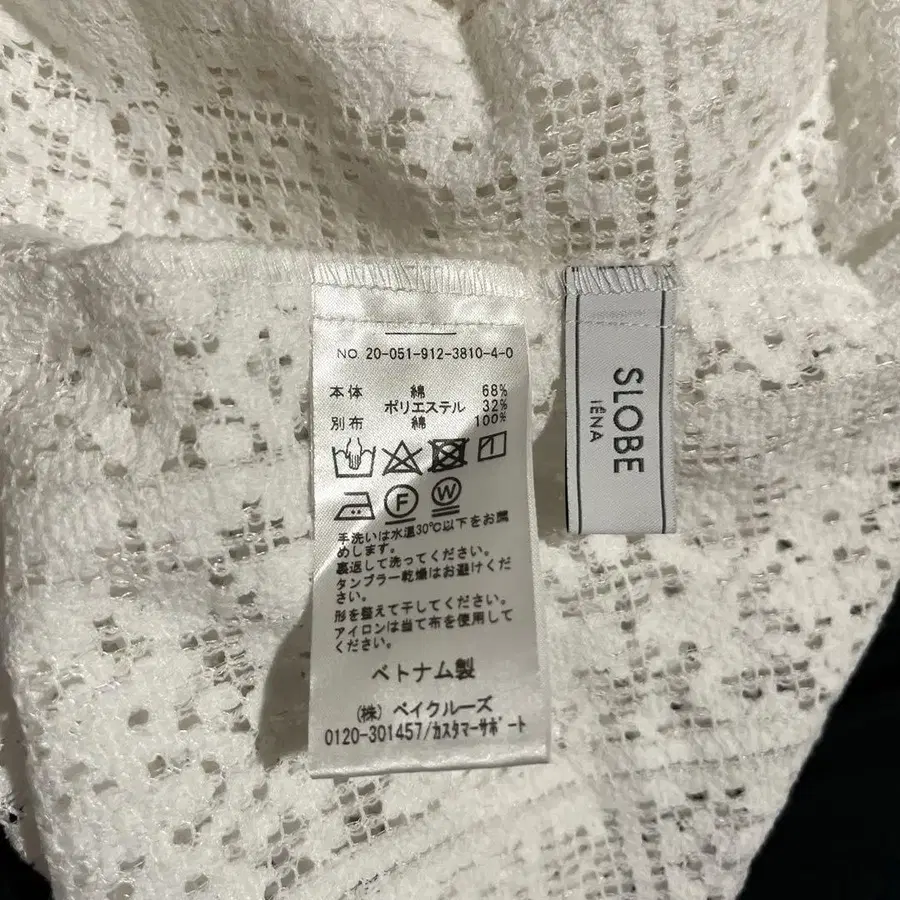 NO 20-051-912-3810-4-0
本体 綿 68%
ポリエステル 32%
別布 綿 100%
F W
手洗いは水温30℃以下をお薦
めします。
裏返して洗ってください。
タンブラー乾燥はお避けくだ
さい。
形を整えて干してください。
アイロンは当て布を使用して
ください。
ベトナム製
(株) ベイクルーズ
0120-301457/カスタマーサポート
SLOBE
IÉNA